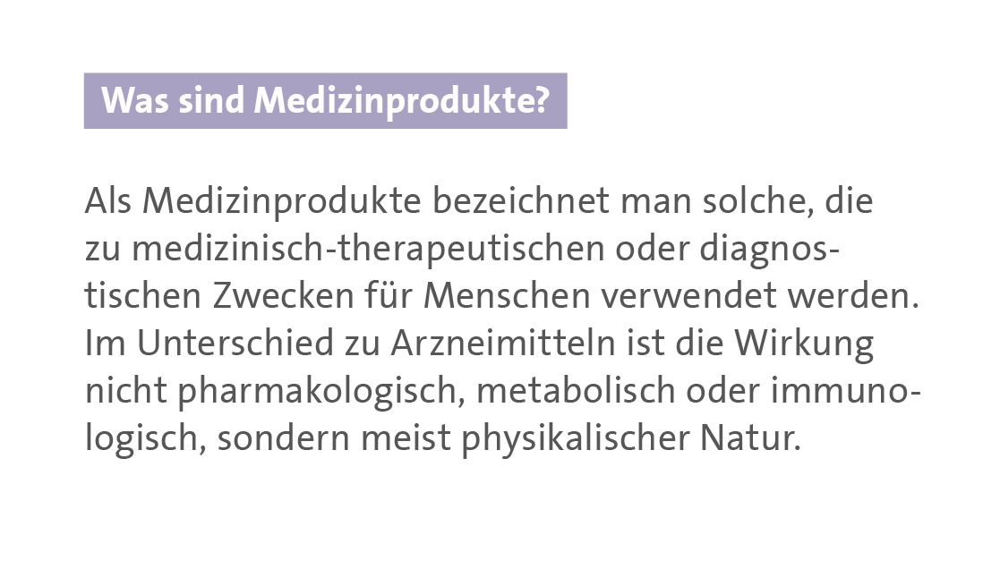 Was sind Medizinprodukte?
Als Medizinprodukte bezeichnet man solche, die
zu medizinisch-therapeutischen oder diagnos-
tischen Zwecken für Menschen verwendet werden.
Im Unterschied zu Arzneimitteln ist die Wirkung
nicht pharmakologisch, metabolisch oder immuno-
logisch, sondern meist physikalischer Natur.